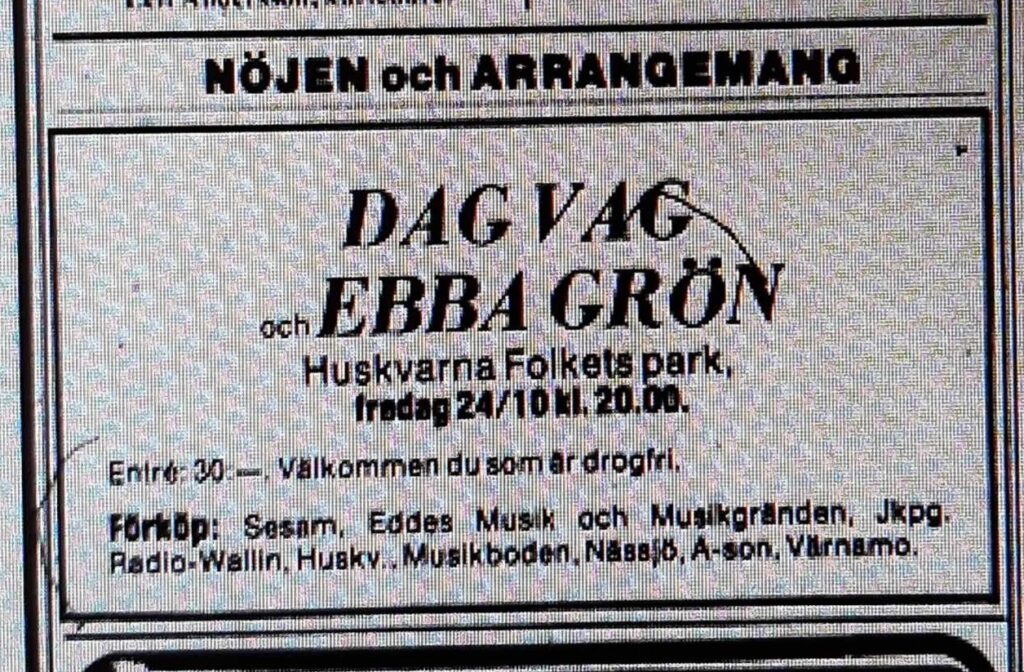 NÖJEN och ARRANGEMANG
DAG VAG
och EBBA GRÖN
Huskvarna Folkets park,
fredag 24/10 kl. 20.00.
Entré: 30:—. Välkommen du som är drogfri.
Förköp: Sesam, Eddes Musik och Musikgränden, Jkpg.
Radio-Wallin, Huskv., Musikboden, Nässjö, A-son, Värnamo.